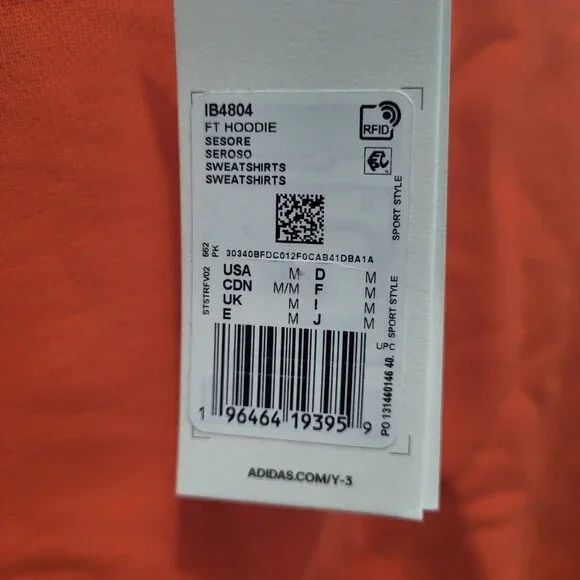 IB4804
FT HOODIE
SESORE
SEROSO
SWEATSHIRTS
SWEATSHIRTS
RFID
SPORT STYLE
SPORT STYLE
662
PK
STSTRFV02
30340BFDC012F0CAB41DBA1A
USA M D M
CDN M/M F M
UK M I M
E M J M
UPC
PO 131460146 40.
1 96464 19395 9
ADIDAS.COM/Y-3